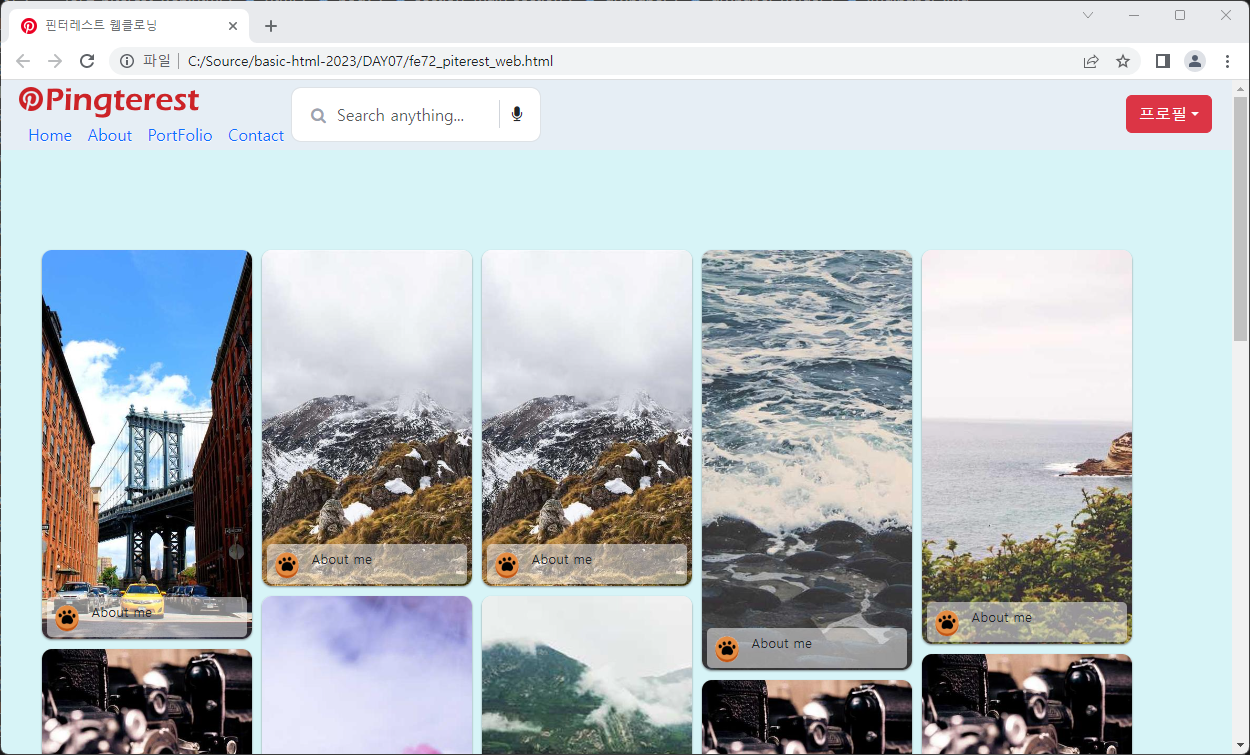 핀터레스트 웹클로닝
파일 C:/Source/basic-html-2023/DAY07/fe72_piterest_web.html
Pingterest
Search anything...
프로필
Home About PortFolio Contact
About me
About me
About me
About me
About me